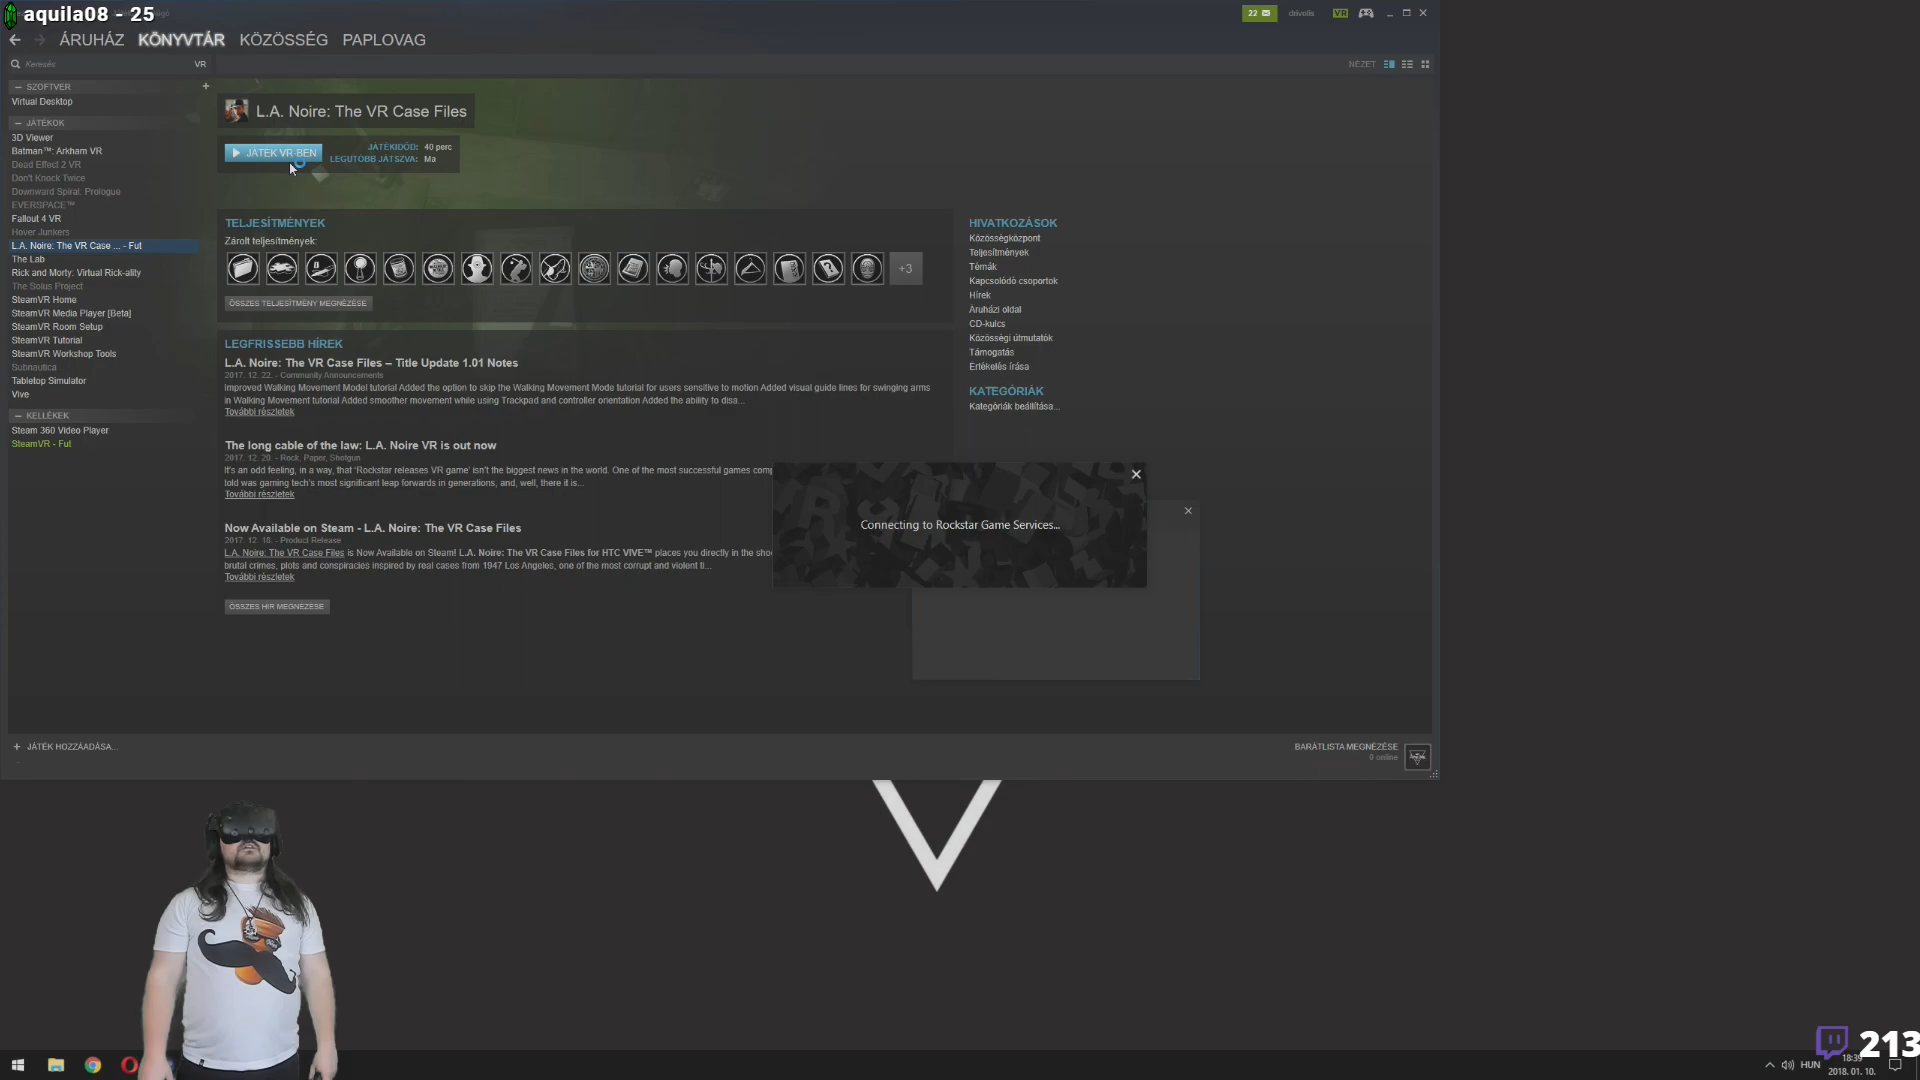 aquila08 - 25
22
drivolis
VR
ÁRUHÁZ KÖNYVTÁR KÖZÖSSÉG PAPLOVAG
Keresés
VR
NÉZET
— SZOFTVER
+
Virtual Desktop
— JÁTÉKOK
3D Viewer
Batman™: Arkham VR
Dead Effect 2 VR
Don't Knock Twice
Downward Spiral: Prologue
EVERSPACE™
Fallout 4 VR
Hover Junkers
L.A. Noire: The VR Case ... - Fut
The Lab
Rick and Morty: Virtual Rick-ality
The Solus Project
SteamVR Home
SteamVR Media Player [Beta]
SteamVR Room Setup
SteamVR Tutorial
SteamVR Workshop Tools
Subnautica
Tabletop Simulator
Vive
— KELLÉKEK
Steam 360 Video Player
SteamVR - Fut
L.A. Noire: The VR Case Files
JÁTÉK VR-BEN
JÁTÉKIDŐD: 40 perc
LEGUTÓBB JÁTSZVA: Ma
TELJESÍTMÉNYEK
Zárolt teljesítmények:
+3
ÖSSZES TELJESÍTMÉNY MEGNÉZÉSE
LEGFRISSEBB HÍREK
L.A. Noire: The VR Case Files – Title Update 1.01 Notes
2017. 12. 22. - Community Announcements
Improved Walking Movement Model tutorial Added the option to skip the Walking Movement Mode tutorial for users sensitive to motion Added visual guide lines for swinging arms
in Walking Movement tutorial Added smoother movement while using Trackpad and controller orientation Added the ability to disa...
További részletek
The long cable of the law: L.A. Noire VR is out now
2017. 12. 20. - Rock, Paper, Shotgun
It's an odd feeling, in a way, that 'Rockstar releases VR game' isn't the biggest news in the world. One of the most successful games comp
told was gaming tech's most significant leap forwards in generations, and, well, there it is...
További részletek
Now Available on Steam - L.A. Noire: The VR Case Files
2017. 12. 18. - Product Release
L.A. Noire: The VR Case Files is Now Available on Steam! L.A. Noire: The VR Case Files for HTC VIVE™ places you directly in the shoe
brutal crimes, plots and conspiracies inspired by real cases from 1947 Los Angeles, one of the most corrupt and violent ti...
További részletek
ÖSSZES HÍR MEGNÉZÉSE
HIVATKOZÁSOK
Közösségközpont
Teljesítmények
Témák
Kapcsolódó csoportok
Hírek
Áruházi oldal
CD-kulcs
Közösségi útmutatók
Támogatás
Értékelés írása
KATEGÓRIÁK
Kategóriák beállítása...
Connecting to Rockstar Game Services...
+ JÁTÉK HOZZÁADÁSA...
BARÁTLISTA MEGNÉZÉSE
0 online
213
HUN
18:39
2018. 01. 10.